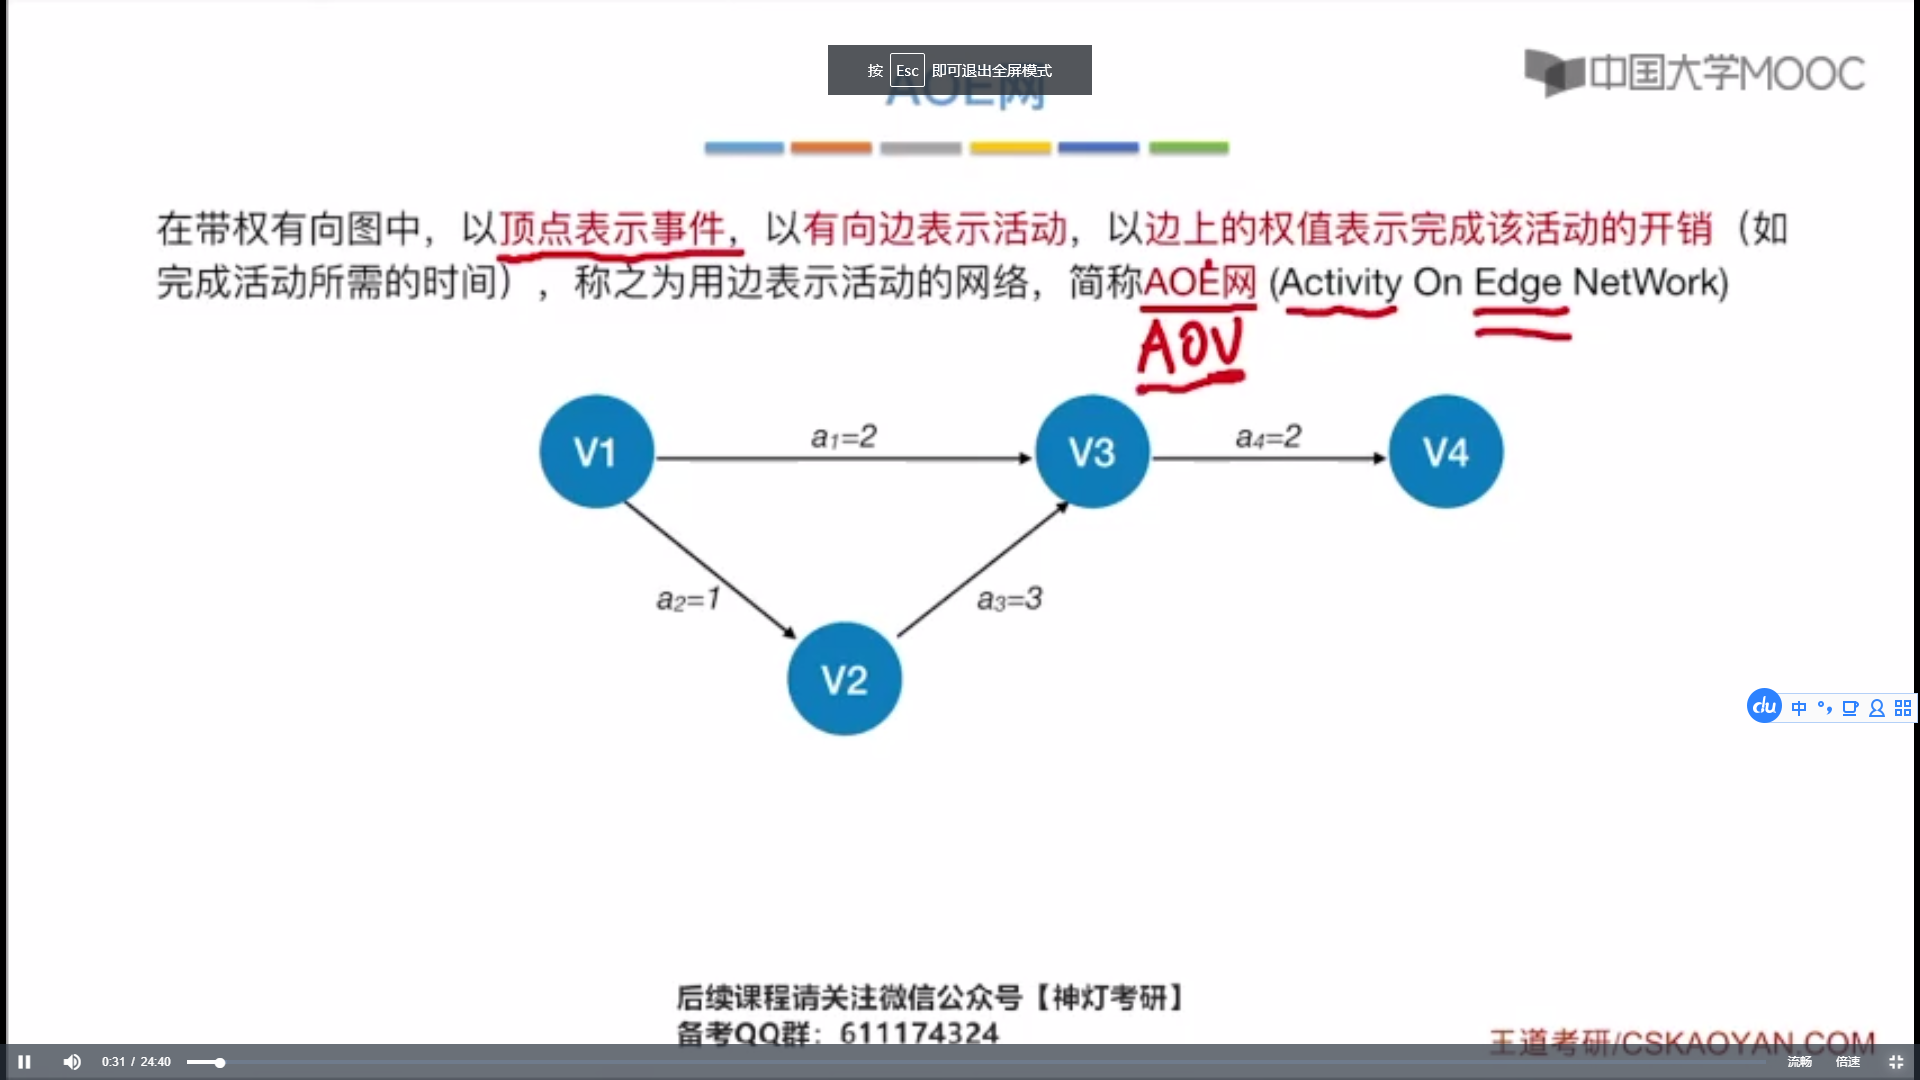 按 Esc 即可退出全屏模式
AOE网
中国大学MOOC
在带权有向图中，以顶点表示事件，以有向边表示活动，以边上的权值表示完成该活动的开销（如
完成活动所需的时间），称之为用边表示活动的网络，简称AOE网 (Activity On Edge NetWork)
AOV
V1
a1=2
V3
a4=2
V4
a2=1
a3=3
V2
du 中
后续课程请关注微信公众号【神灯考研】
备考QQ群：611174324
王道考研/CSKAOYAN.COM
0:31 / 24:40
流畅 倍速